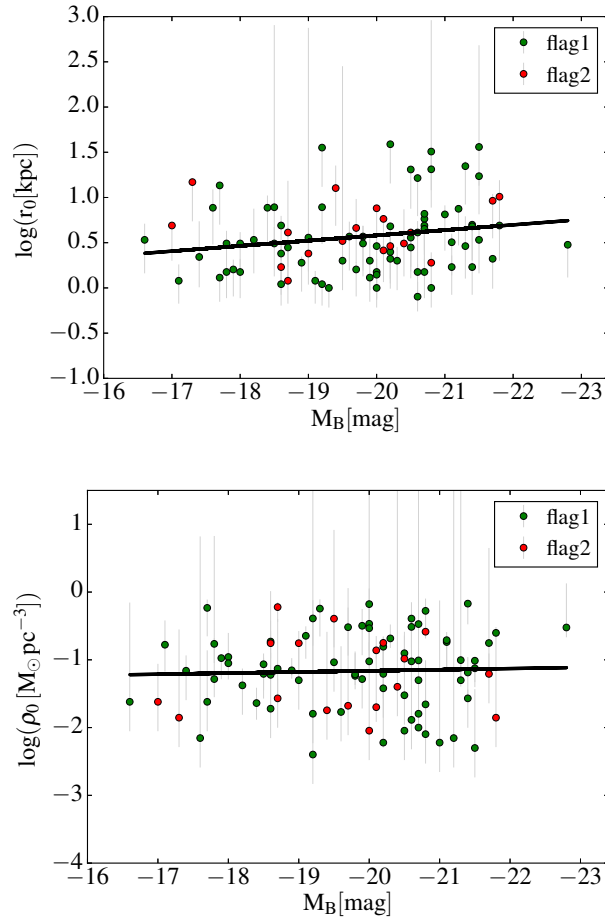 3.0
2.5
2.0
1.5
1.0
0.5
0.0
−0.5
−1.0
log(r₀[kpc])
flag1
flag2
−16 −17 −18 −19 −20 −21 −22 −23
M_B[mag]
1
0
−1
−2
−3
−4
log(ρ₀[M⊙ pc⁻³])
flag1
flag2
−16 −17 −18 −19 −20 −21 −22 −23
M_B[mag]